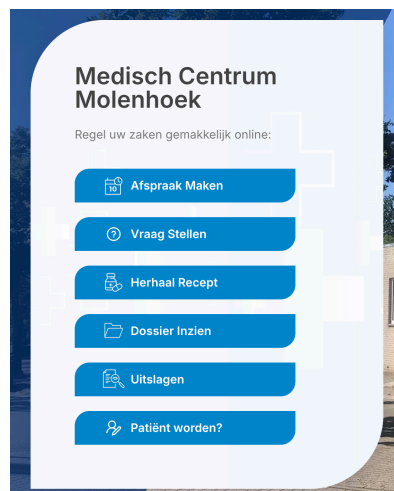 Medisch Centrum
Molenhoek
Regel uw zaken gemakkelijk online:
10
Afspraak Maken
?
Vraag Stellen
Herhaal Recept
Dossier Inzien
Uitslagen
Patiënt worden?